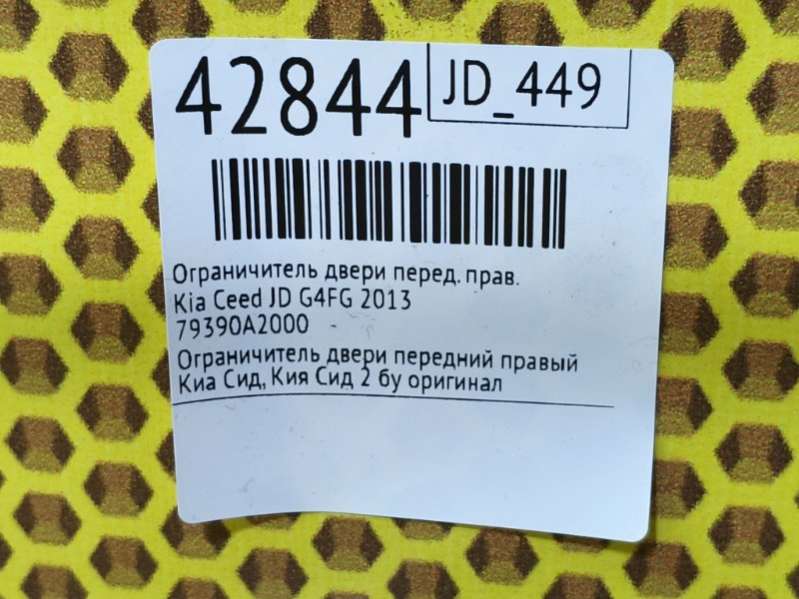 42844
JD_449
Ограничитель двери перед. прав.
Kia Ceed JD G4FG 2013
79390A2000
Ограничитель двери передний правый
Киа Сид, Кия Сид 2 бу оригинал